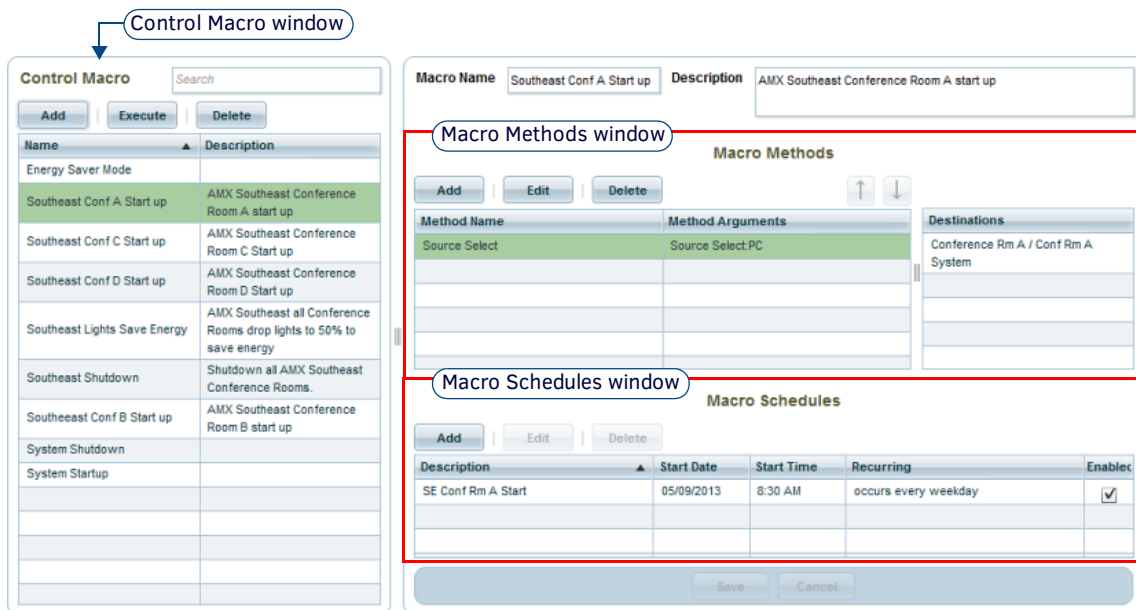 Control Macro window
Control Macro
Search
Add
Execute
Delete
Name
Description
Energy Saver Mode
Southeast Conf A Start up
AMX Southeast Conference
Room A start up
Southeast Conf C Start up
AMX Southeast Conference
Room C Start up
Southeast Conf D Start up
AMX Southeast Conference
Room D Start up
Southeast Lights Save Energy
AMX Southeast all Conference
Rooms drop lights to 50% to
save energy
Southeast Shutdown
Shutdown all AMX Southeast
Conference Rooms.
Southeeast Conf B Start up
AMX Southeast Conference
Room B start up
System Shutdown
System Startup
Macro Name
Southeast Conf A Start up
Description
AMX Southeast Conference Room A start up
Macro Methods window
Macro Methods
Add
Edit
Delete
Method Name
Method Arguments
Destinations
Source Select
Source Select:PC
Conference Rm A / Conf Rm A
System
Macro Schedules window
Macro Schedules
Add
Edit
Delete
Description
Start Date
Start Time
Recurring
Enabled
SE Conf Rm A Start
05/09/2013
8:30 AM
occurs every weekday
Save
Cancel